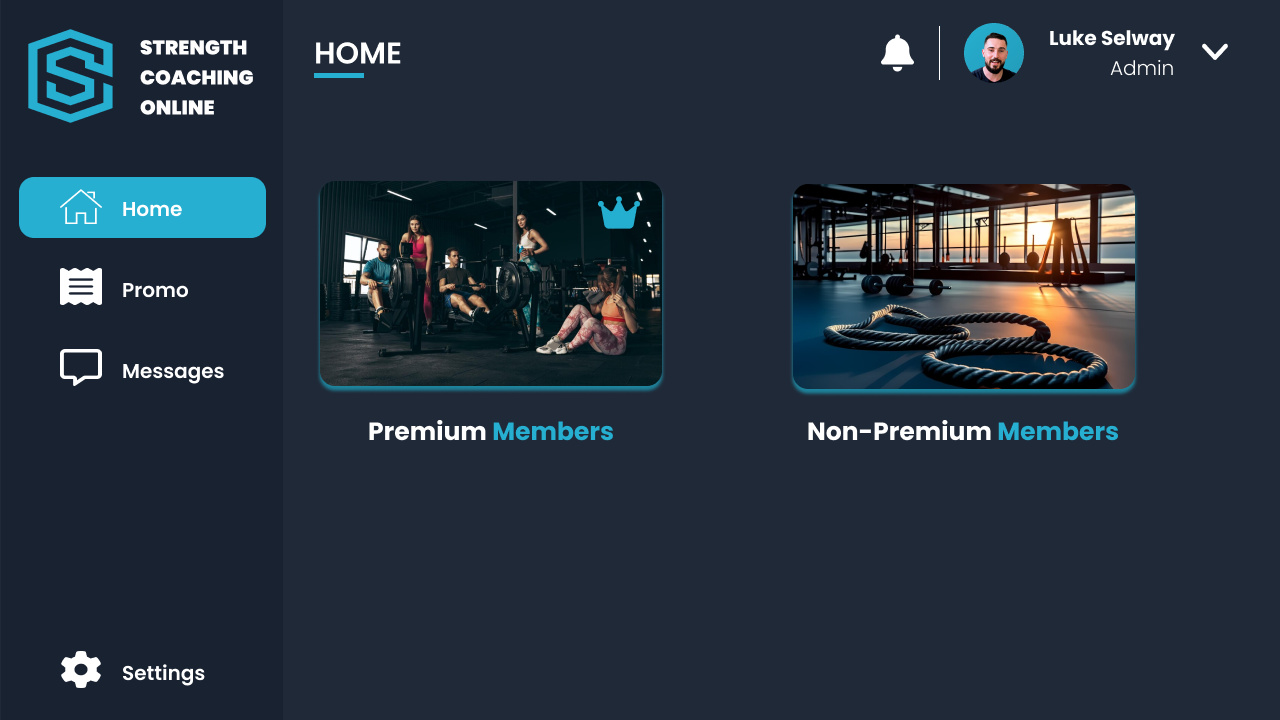 STRENGTH
COACHING
ONLINE
HOME
Luke Selway
Admin
Home
Promo
Messages
Settings
Premium Members
Non-Premium Members